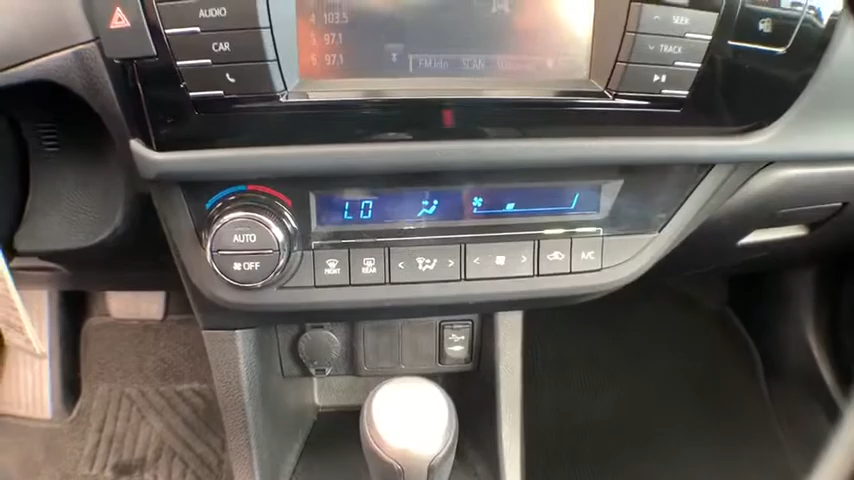 AUDIO
CAR
4 103.5
5 97.1
6 97.1
FM Info
SCAN
SEEK
TRACK
LO
AUTO
OFF
FRONT
REAR
A/C